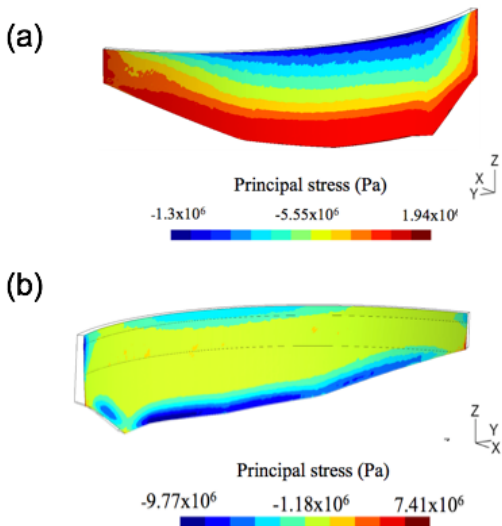 (a)
Z
X
Y
Principal stress (Pa)
-1.3x10⁶ -5.55x10⁶ 1.94x10⁶
(b)
Z
Y
X
Principal stress (Pa)
-9.77x10⁶ -1.18x10⁶ 7.41x10⁶